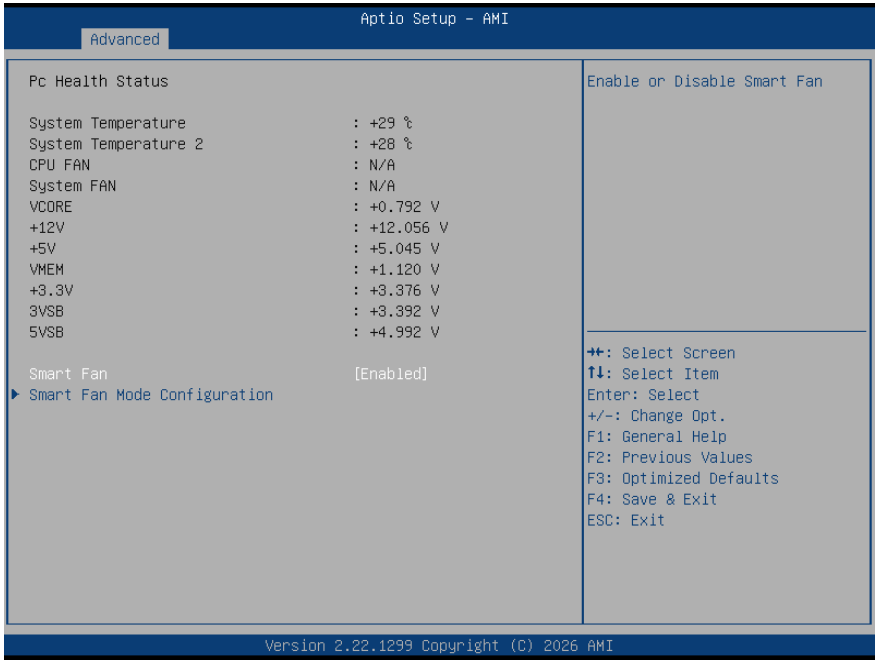 Aptio Setup – AMI
Advanced
Pc Health Status
System Temperature : +29 ℃
System Temperature 2 : +28 ℃
CPU FAN : N/A
System FAN : N/A
VCORE : +0.792 V
+12V : +12.056 V
+5V : +5.045 V
VMEM : +1.120 V
+3.3V : +3.376 V
3VSB : +3.392 V
5VSB : +4.992 V
Smart Fan [Enabled]
Smart Fan Mode Configuration
Enable or Disable Smart Fan
→←: Select Screen
↑↓: Select Item
Enter: Select
+/-: Change Opt.
F1: General Help
F2: Previous Values
F3: Optimized Defaults
F4: Save & Exit
ESC: Exit
Version 2.22.1299 Copyright (C) 2026 AMI